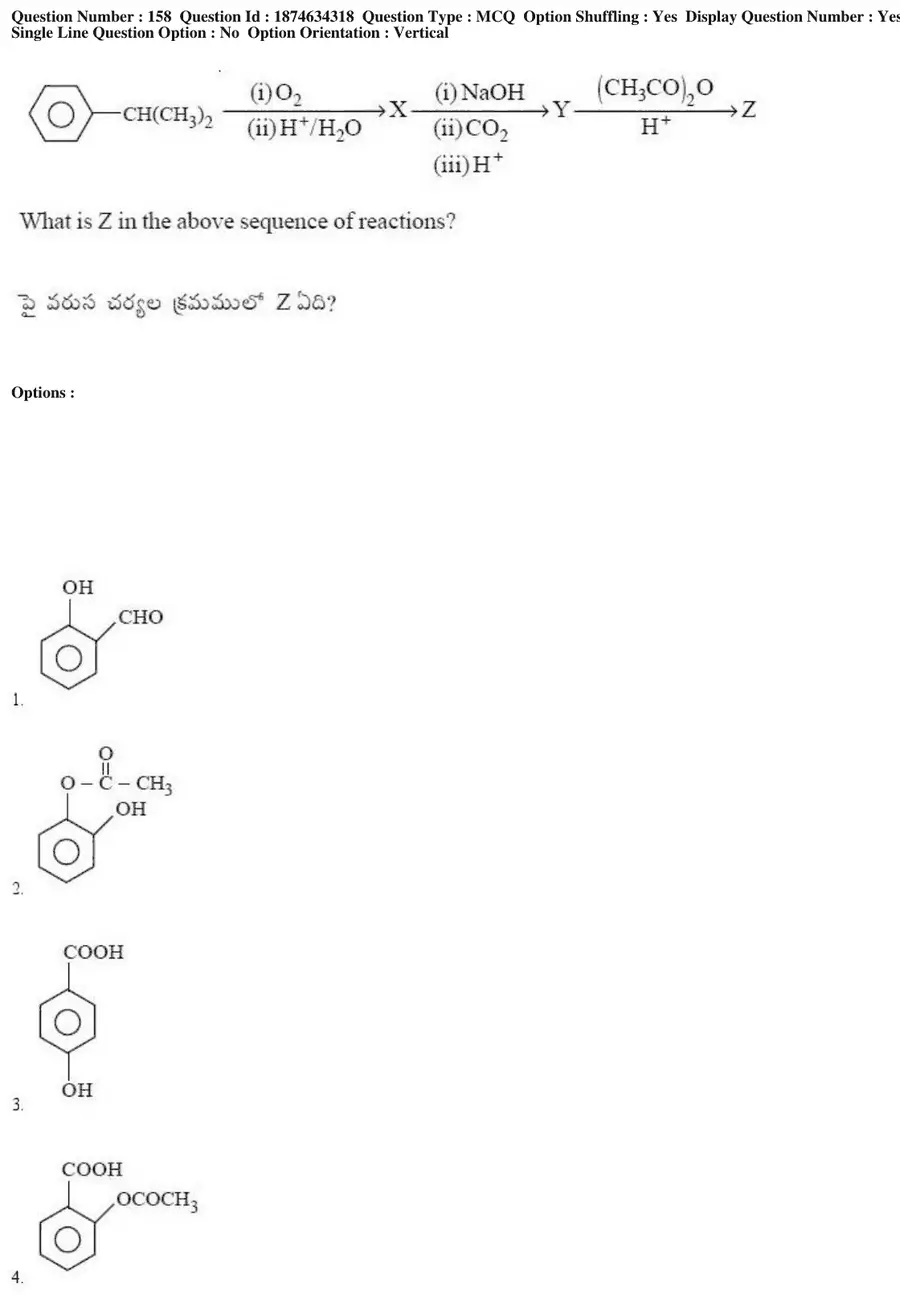 Question Number : 158 Question Id : 1874634318 Question Type : MCQ Option Shuffling : Yes Display Question Number : Yes
Single Line Question Option : No Option Orientation : Vertical
CH(CH₃)₂ (i) O₂ (ii) H⁺/H₂O X (i) NaOH (ii) CO₂ (iii) H⁺ Y (CH₃CO)₂O H⁺ Z
What is Z in the above sequence of reactions?
పై వరుస చర్యల క్రమములో Z ఏది?
Options :
OH
CHO
1.
O
O – C – CH₃
OH
2.
COOH
OH
3.
COOH
OCOCH₃
4.